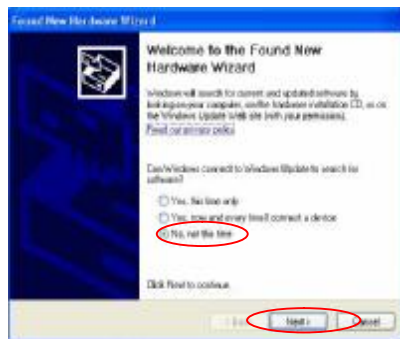 Found New Hardware Wizard
Welcome to the Found New
Hardware Wizard
Windows will search for current and updated software by
looking on your computer, on the hardware installation CD, or on
the Windows Update Web site (with your permission).
Read our privacy policy
Can Windows connect to Windows Update to search for
software?
Yes, this time only
Yes, now and every time I connect a device
No, not this time
Click Next to continue.
< Back Next > Cancel